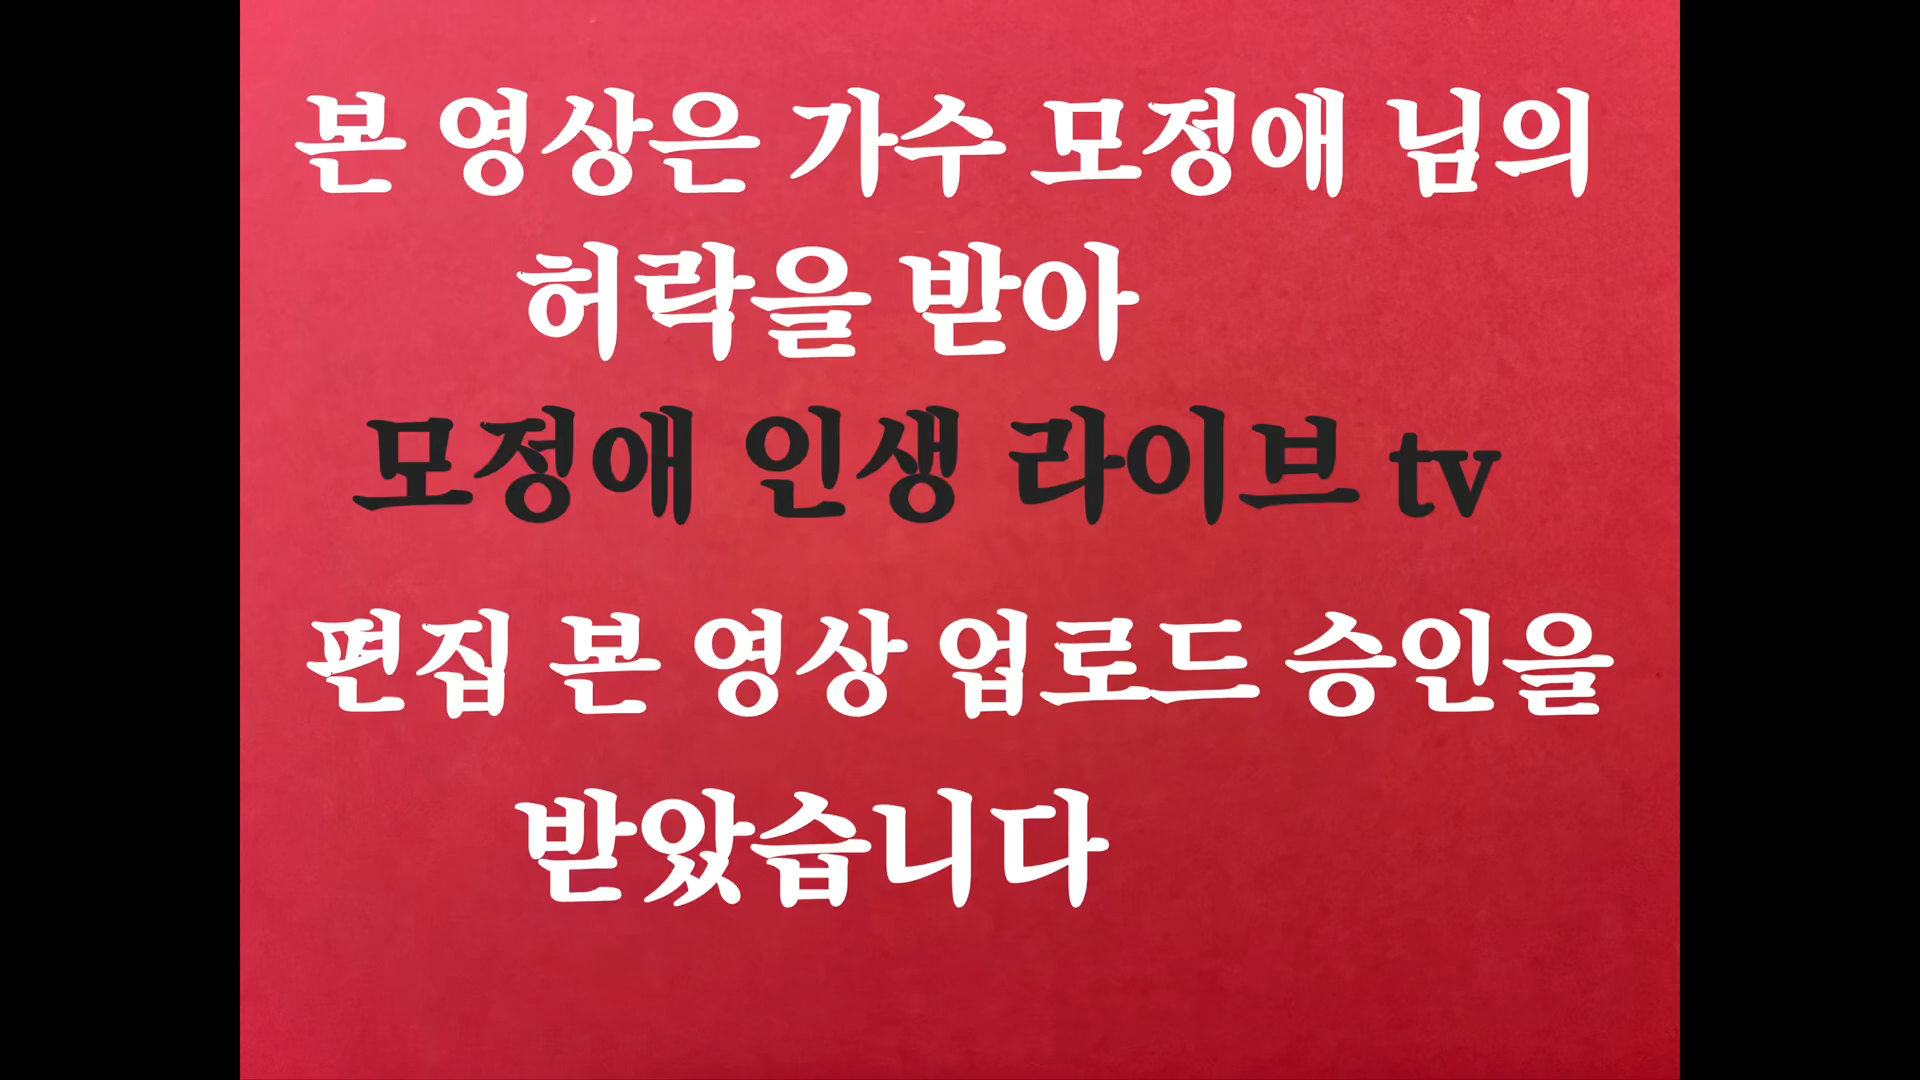 본 영상은 가수 모정애 님의
허락을 받아
모정애 인생 라이브 tv
편집 본 영상 업로드 승인을
받았습니다